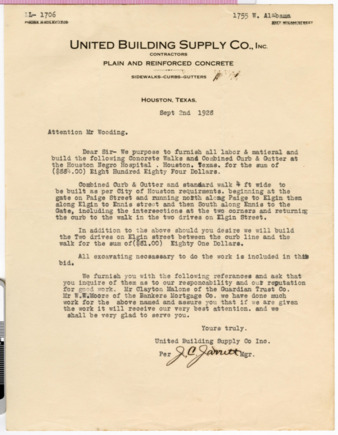 1755 W. Alabama
UNITED BUILDING SUPPLY CO., INC.
CONTRACTORS
PLAIN AND REINFORCED CONCRETE
SIDEWALKS-CURBS-GUTTERS
HOUSTON, TEXAS.
Sept 2nd 1928
Attention Mr Wooding.
Dear Sir- We purpose to furnish all labor & material and
build the following Concrete Walks and Combined Curb & Gutter at
the Houston Negro Hospital . Houston. Texas. for the sum of
($884.00) Eight Hundred Eighty Four Dollars.
Combined Curb & Gutter and standard walk 4 ft wide to
be built as per City of Houston requirments. beginning at the
gate on Paige Street and running north along Paige to Elgin then
along Elgin to Ennis street and then South along Ennis to the
Gate, including the intersections at the two corners and returning
the curb to the walk in the two drives on Elgin Street.
In addition to the above should you desire we will build
the Two drives on Elgin street between the curb line and the
walk for the sum of($81.00) Eighty One Dollars.
All excavating necessary to do the work is included in this
bid.
We furnish you with the following referances and ask that
you inquire of them as to our responsibility and our reputation
for good work. Mr Clayton Malone of the Guardian Trust Co.
Mr W.W.Moore of the Bankers Mortgage Co. we have done much
work for the above named and assure you that if we are given
the work it will receive our very best attention. and we
shall be very glad to serve you.
Yours truly.
United Building Supply Co Inc.
Per J.C. Jarrett Mgr.